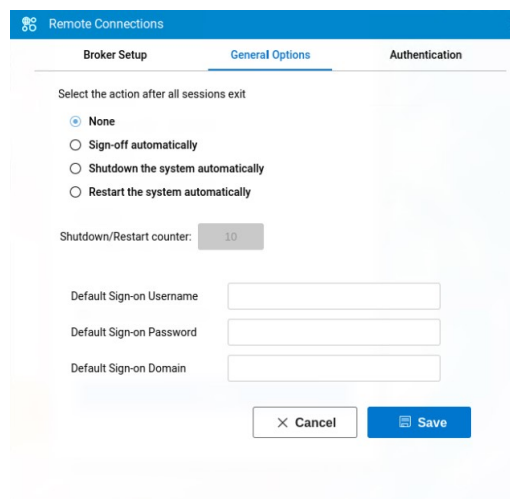 Remote Connections
Broker Setup General Options Authentication
Select the action after all sessions exit
None
Sign-off automatically
Shutdown the system automatically
Restart the system automatically
Shutdown/Restart counter: 10
Default Sign-on Username
Default Sign-on Password
Default Sign-on Domain
Cancel Save